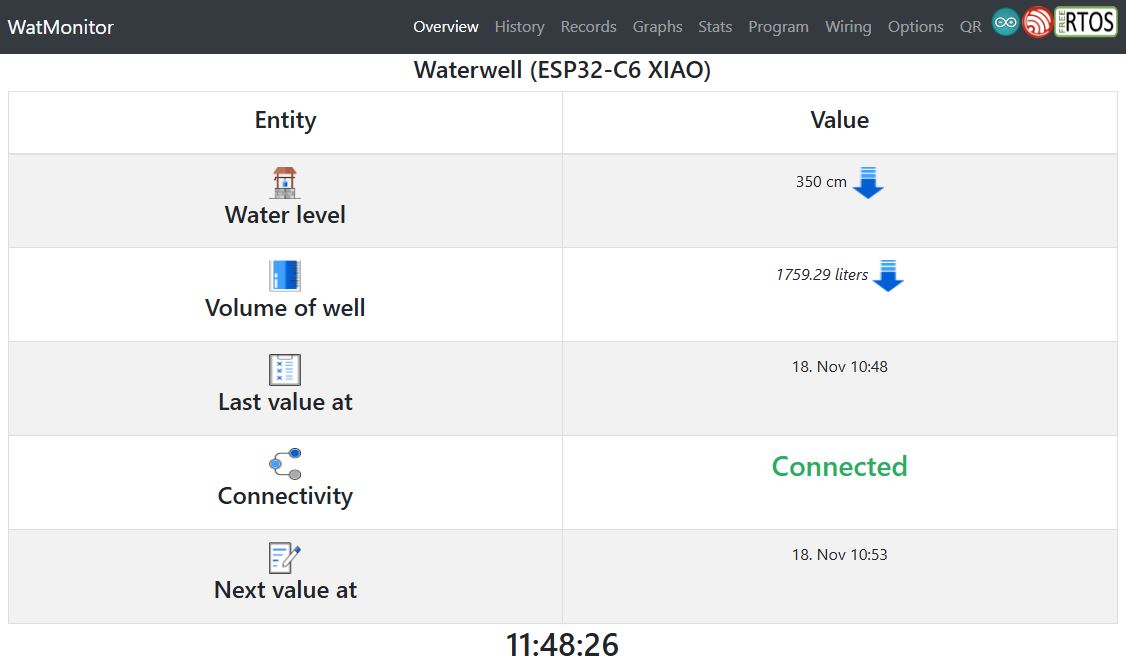 WatMonitor Overview History Records Graphs Stats Program Wiring Options QR FREE RTOS
Waterwell (ESP32-C6 XIAO)
Entity Value
Water level 350 cm
Volume of well 1759.29 liters
Last value at 18. Nov 10:48
Connectivity Connected
Next value at 18. Nov 10:53
11:48:26